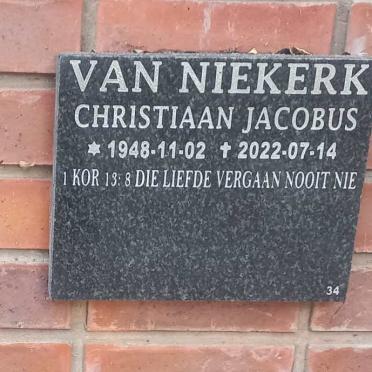 VAN NIEKERK
CHRISTIAAN JACOBUS
✡ 1948-11-02 ✝ 2022-07-14
1 KOR 13: 8 DIE LIEFDE VERGAAN NOOIT NIE
34